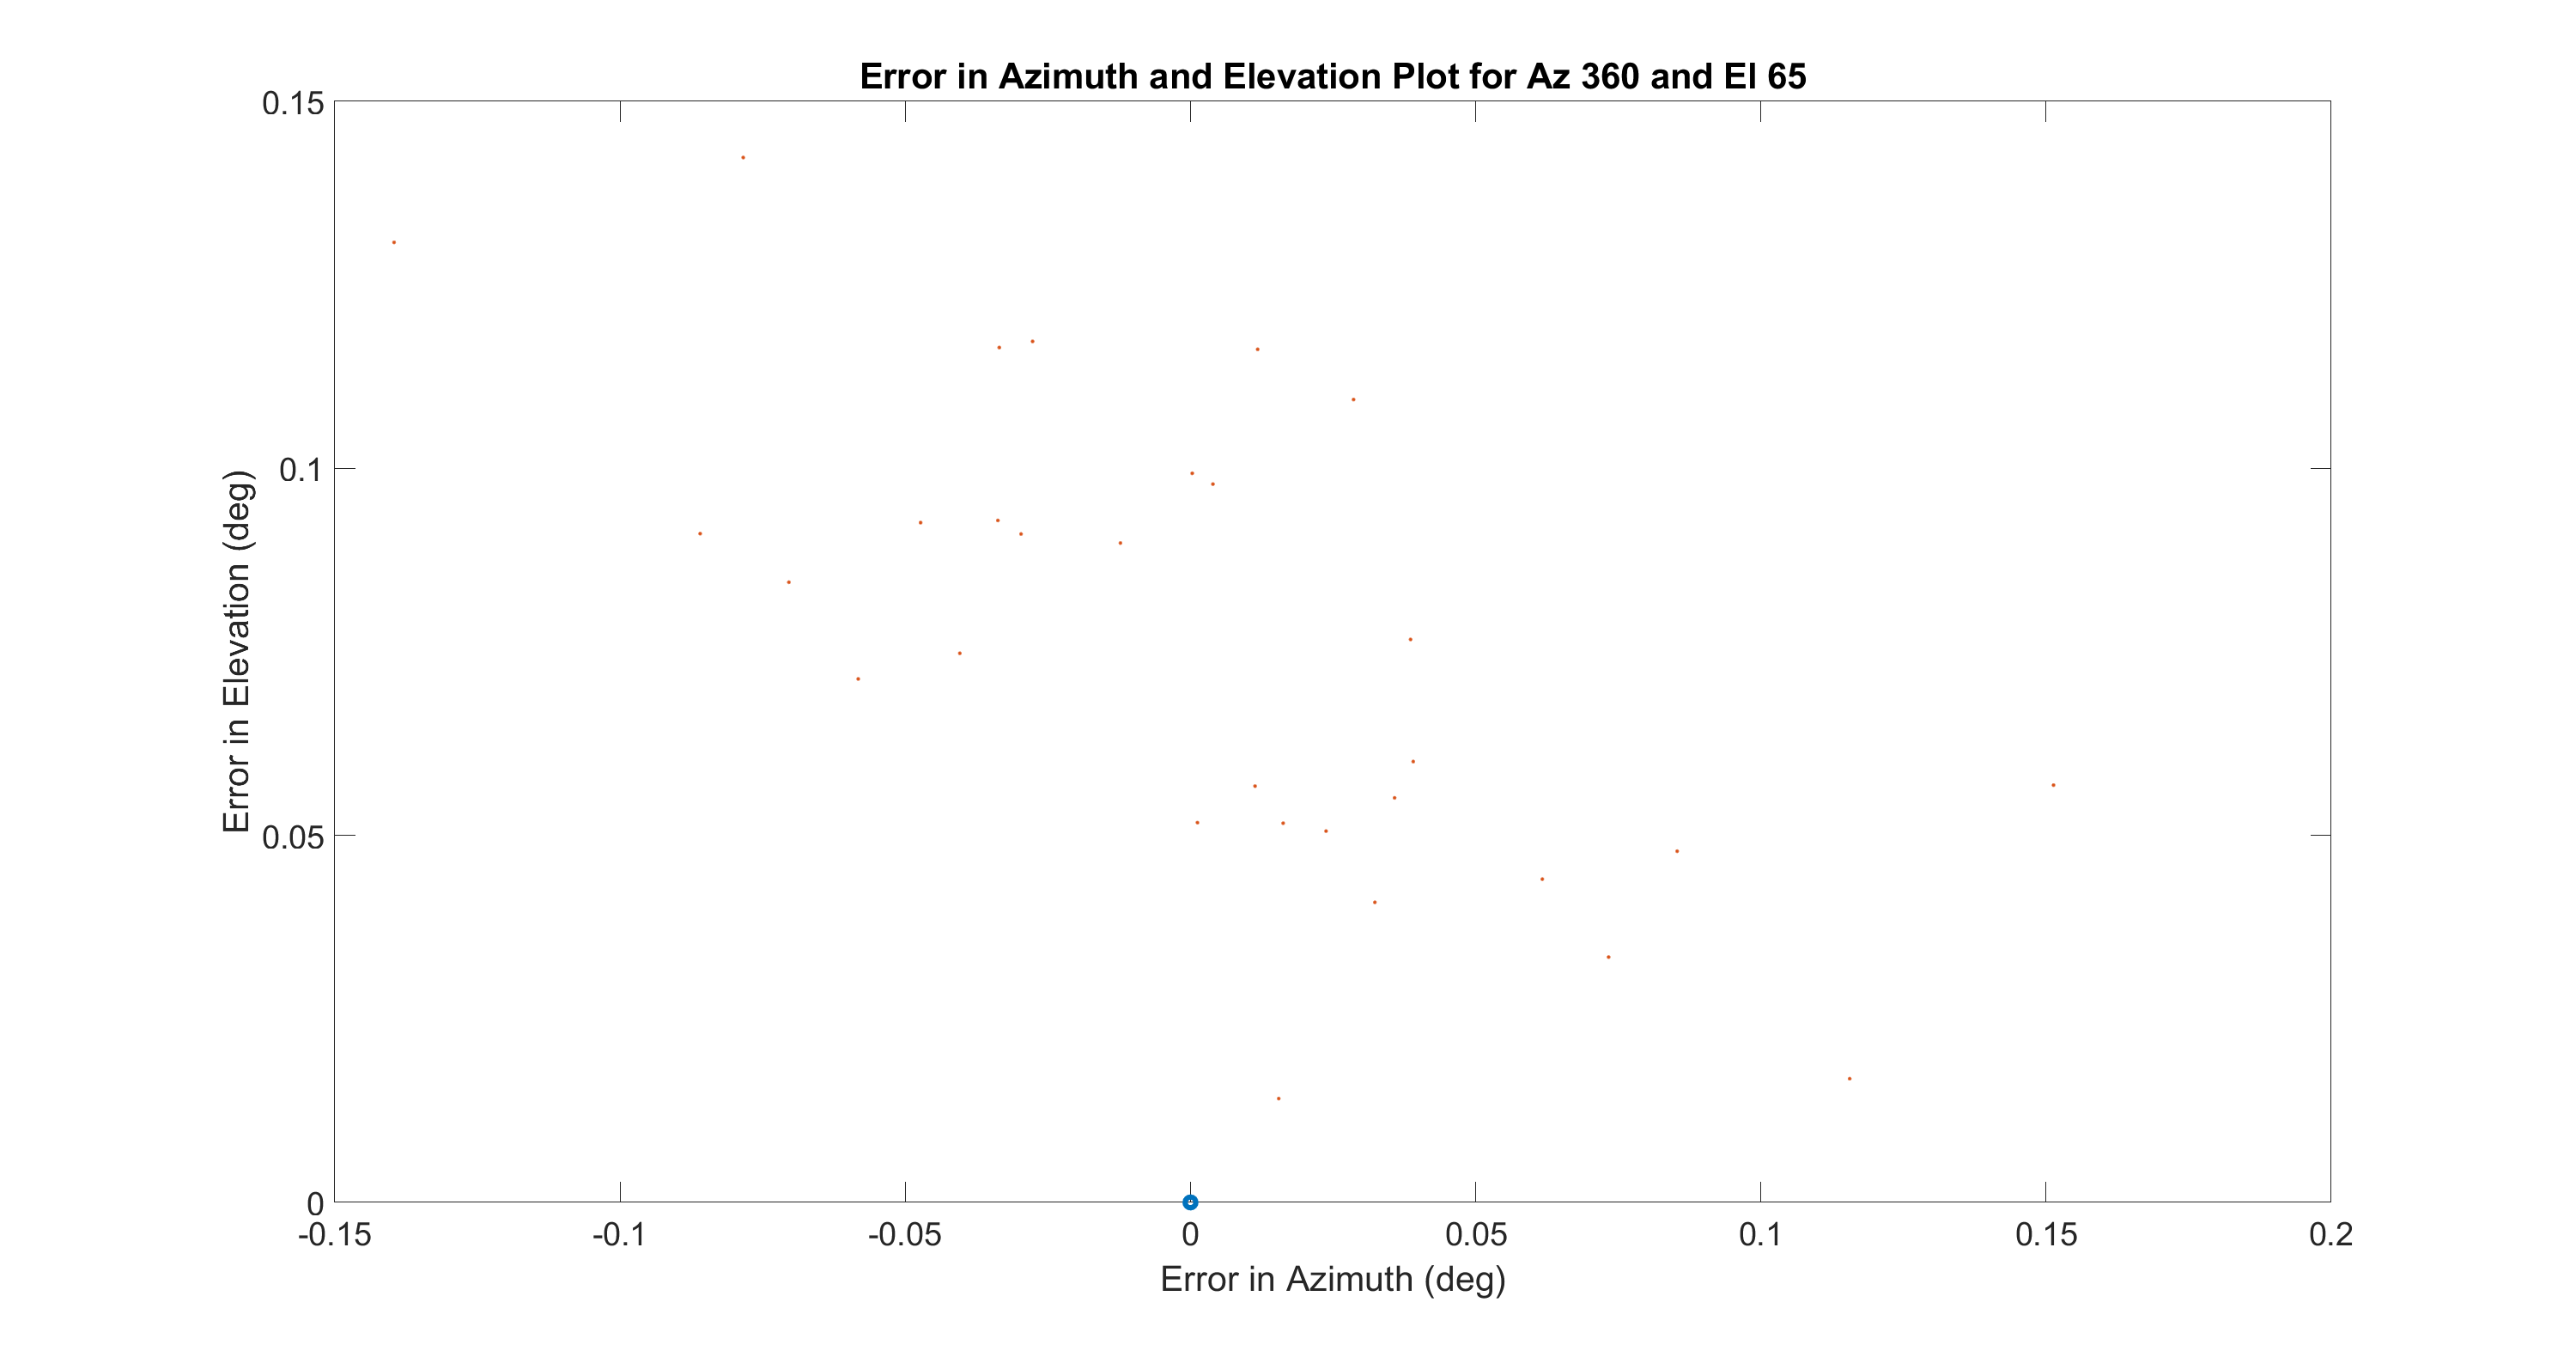 Error in Azimuth and Elevation Plot for Az 360 and El 65
0.15
0.1
0.05
0
Error in Elevation (deg)
-0.15 -0.1 -0.05 0 0.05 0.1 0.15 0.2
Error in Azimuth (deg)